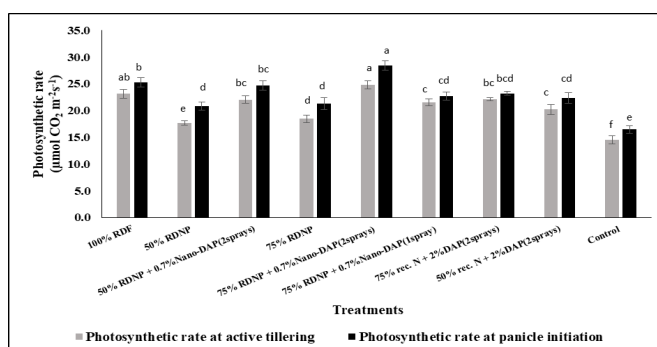 35.0
30.0
25.0
20.0
15.0
10.0
5.0
0.0
Photosynthetic rate
(µmol CO2 m-2s-1)
ab b
e d
bc bc
d d
a a
c cd
bc bcd
c cd
f e
100% RDF
50% RDNP
50% RDNP + 0.7%Nano-DAP(2sprays)
75% RDNP
75% RDNP + 0.7%Nano-DAP(2sprays)
75% RDNP + 0.7%Nano-DAP(1spray)
75% rec. N + 2%DAP(2sprays)
50% rec. N + 2%DAP(2sprays)
Control
Treatments
Photosynthetic rate at active tillering
Photosynthetic rate at panicle initiation